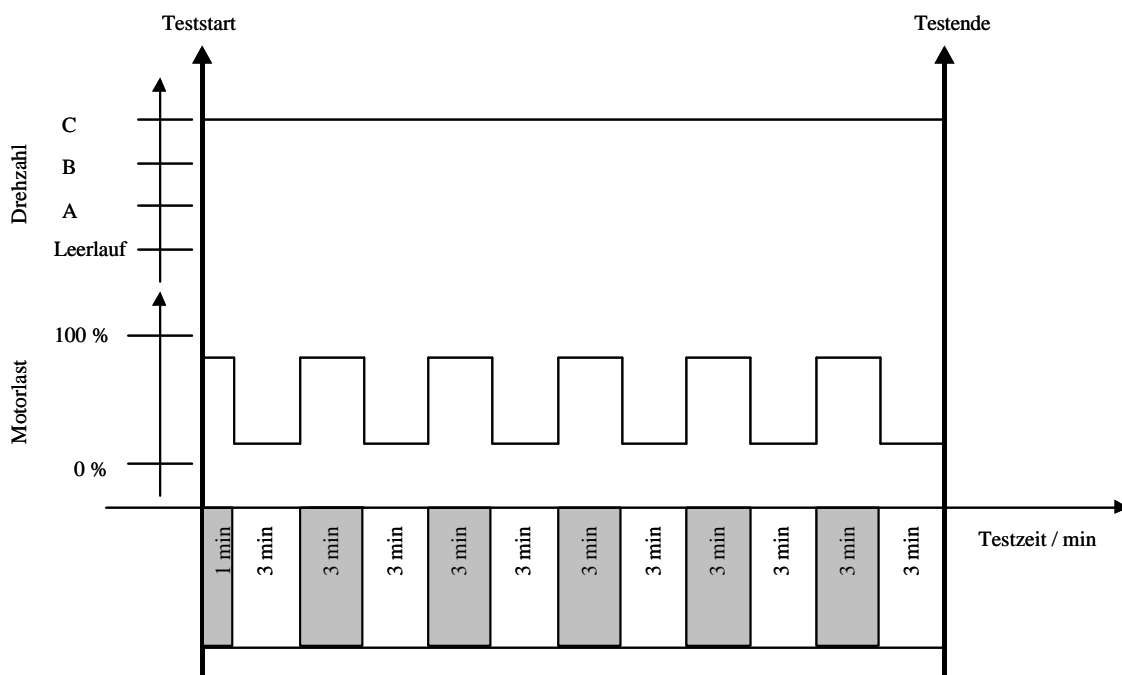 Teststart
Testende
Drehzahl
C
B
A
Leerlauf
Motorlast
100 %
0 %
1 min
3 min
3 min
3 min
3 min
3 min
3 min
3 min
3 min
3 min
3 min
3 min
Testzeit / min